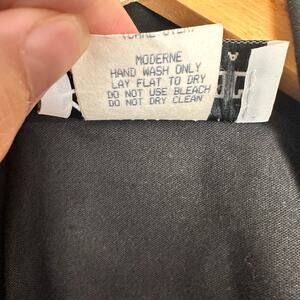 MODERNE
HAND WASH ONLY
LAY FLAT TO DRY
DO NOT USE BLEACH
DO NOT DRY CLEAN